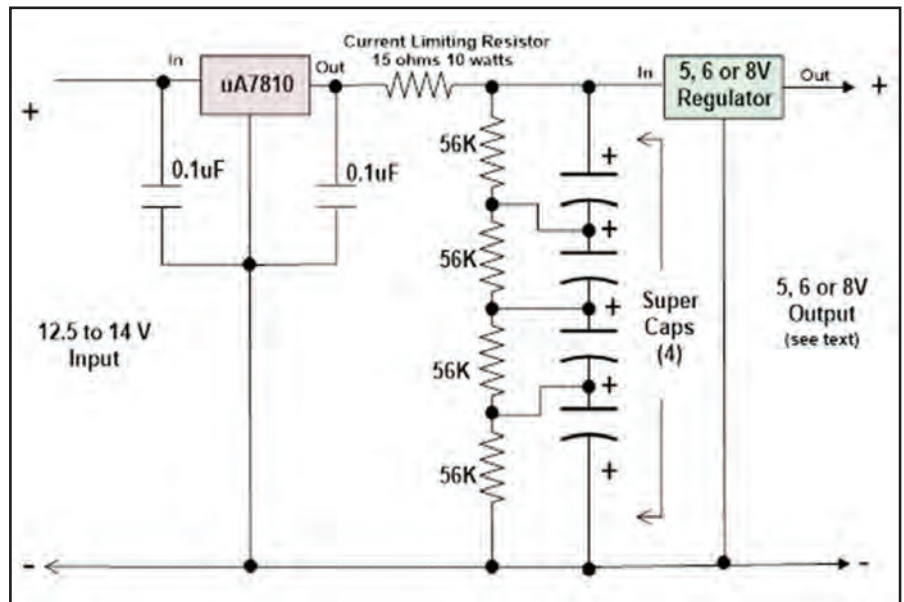 Current Limiting Resistor
15 ohms 10 watts
In
uA7810
Out
In
5, 6 or 8V
Regulator
Out
+
+
56K
+
0.1uF
0.1uF
+
56K
+
Super
Caps
(4)
5, 6 or 8V
Output
(see text)
12.5 to 14 V
Input
56K
+
56K
+
-
-